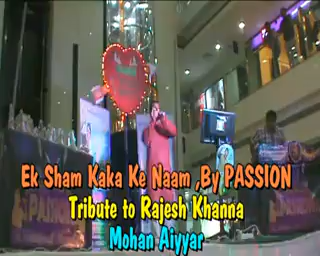 Ek Sham Kaka Ke Naam ,By PASSION
Tribute to Rajesh Khanna
Mohan Aiyyar